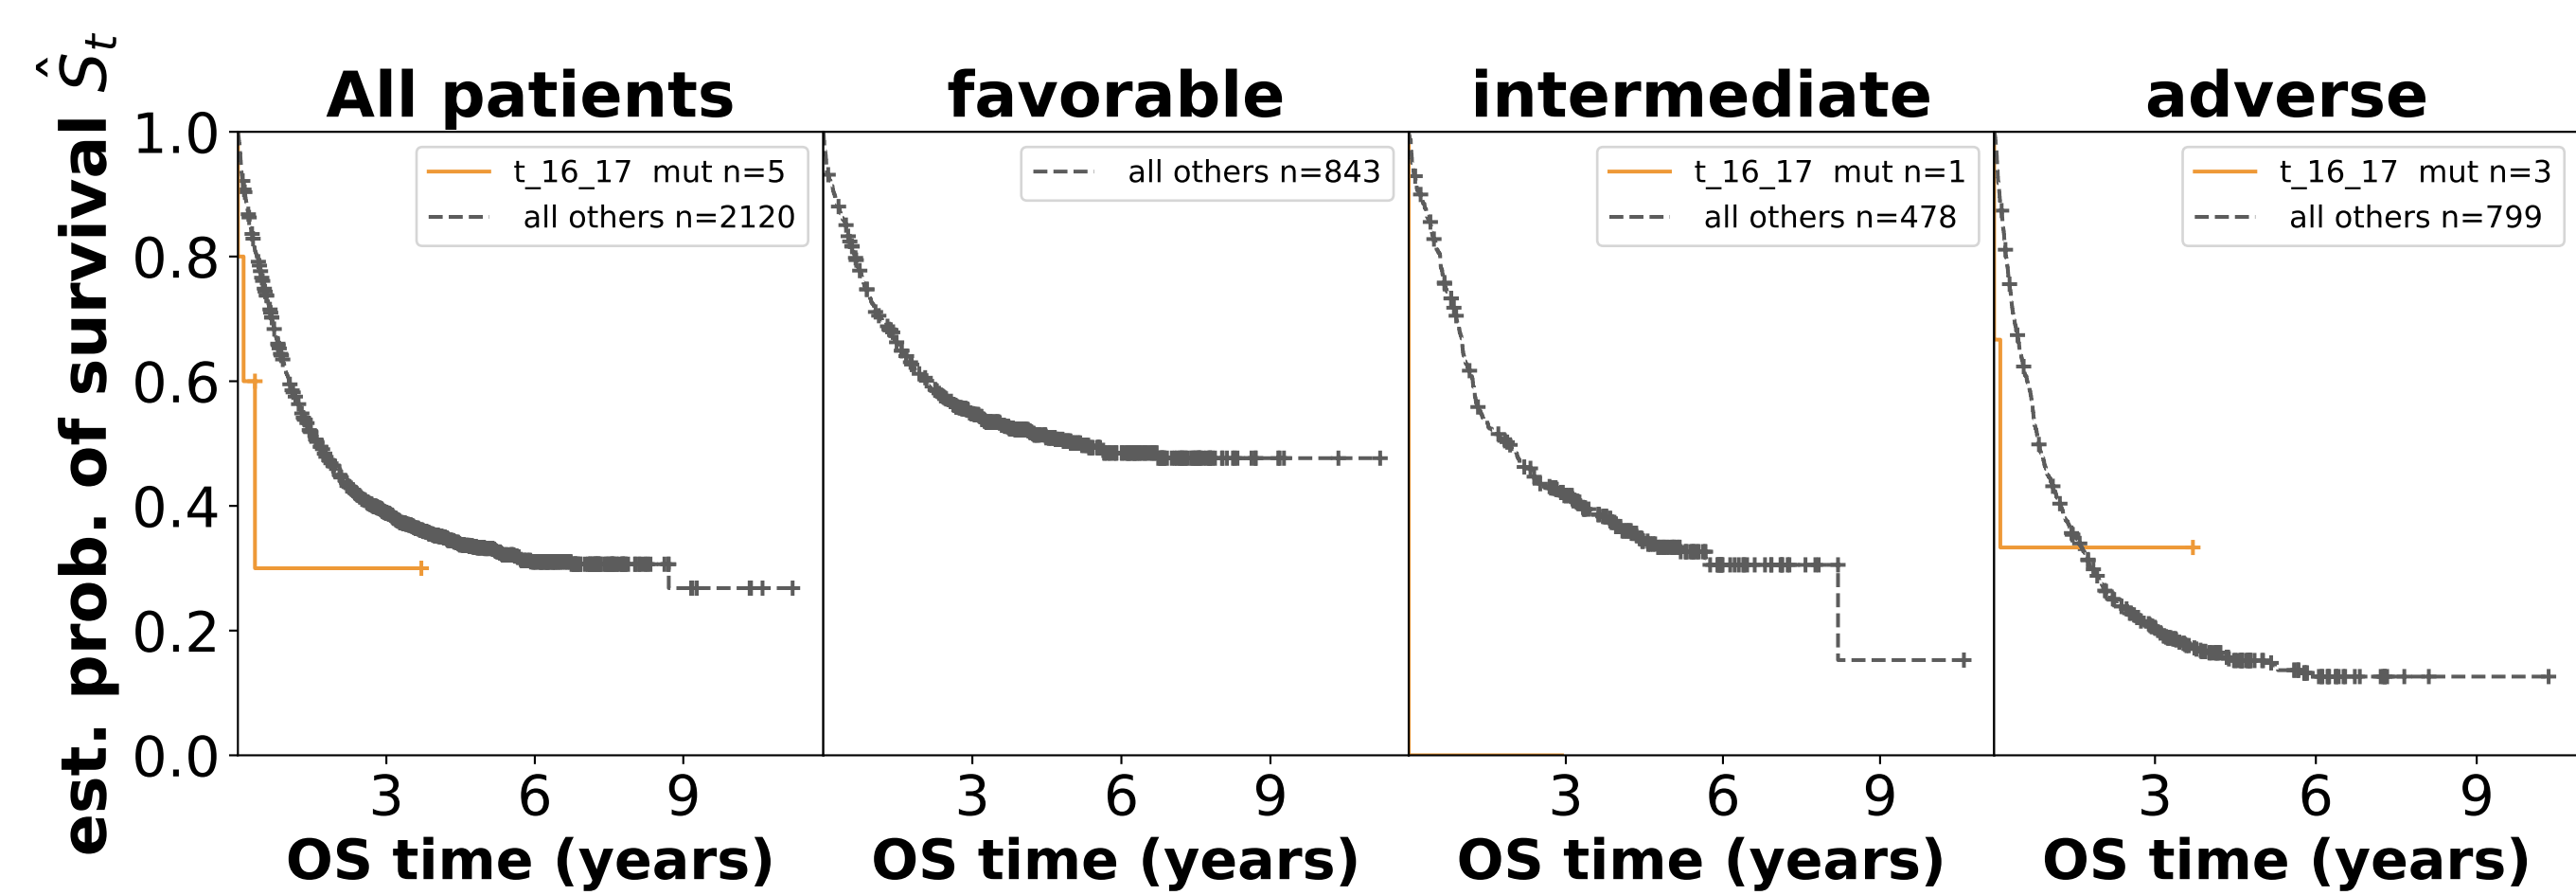 All patients
favorable
intermediate
adverse
est. prob. of survival Ŝt
1.0
0.8
0.6
0.4
0.2
0.0
t_16_17 mut n=5
all others n=2120
all others n=843
t_16_17 mut n=1
all others n=478
t_16_17 mut n=3
all others n=799
3 6 9
3 6 9
3 6 9
3 6 9
OS time (years)
OS time (years)
OS time (years)
OS time (years)